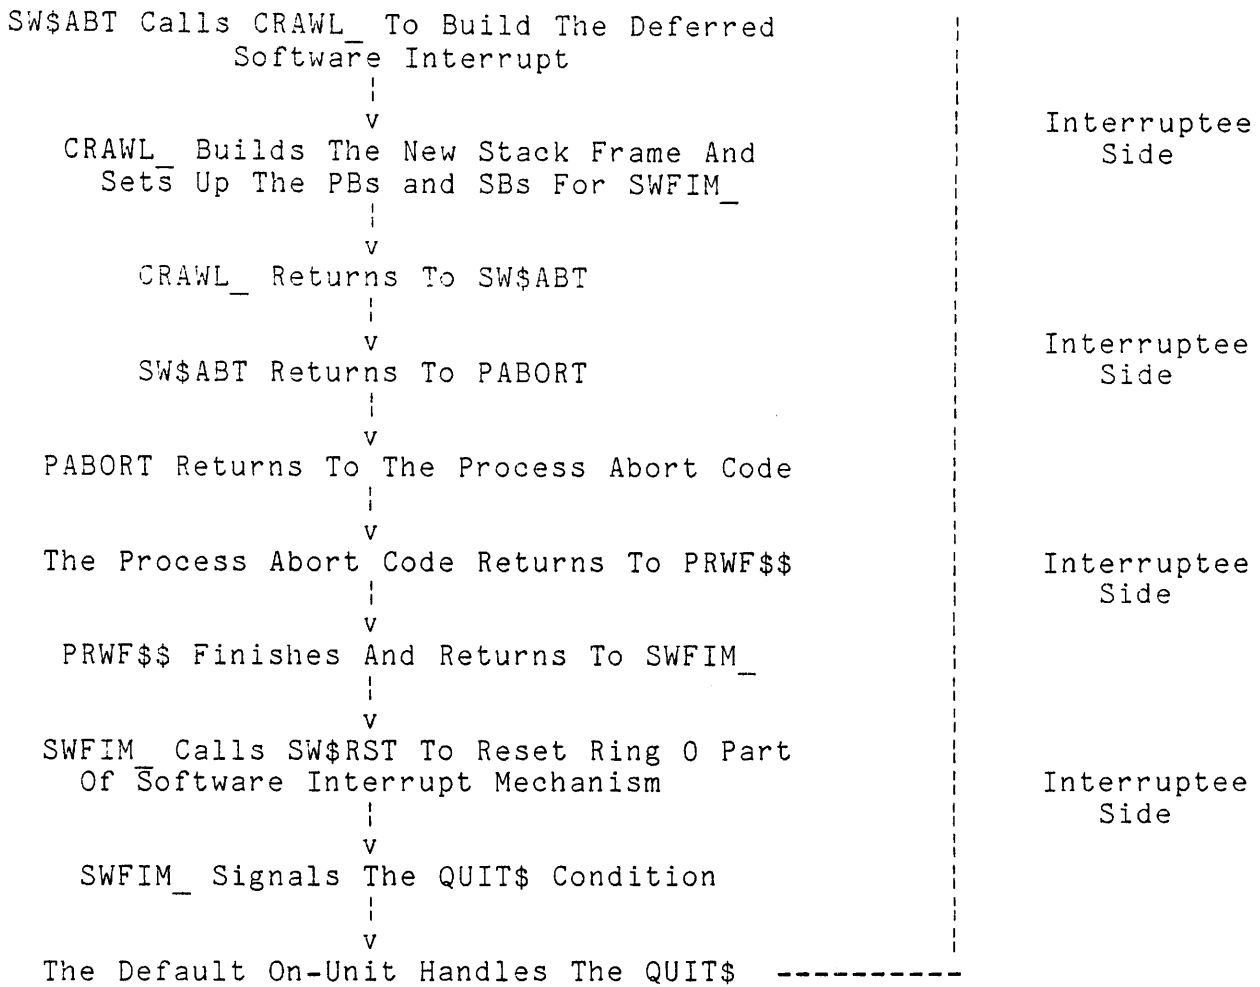 SW$ABT Calls CRAWL_ To Build The Deferred
Software Interrupt
v
CRAWL_ Builds The New Stack Frame And
Sets Up The PBs and SBs For SWFIM_
Interruptee
Side
v
CRAWL_ Returns To SW$ABT
v
SW$ABT Returns To PABORT
Interruptee
Side
v
PABORT Returns To The Process Abort Code
v
The Process Abort Code Returns To PRWF$$
Interruptee
Side
v
PRWF$$ Finishes And Returns To SWFIM_
v
SWFIM_ Calls SW$RST To Reset Ring 0 Part
Of Software Interrupt Mechanism
Interruptee
Side
v
SWFIM_ Signals The QUIT$ Condition
v
The Default On-Unit Handles The QUIT$ ----------